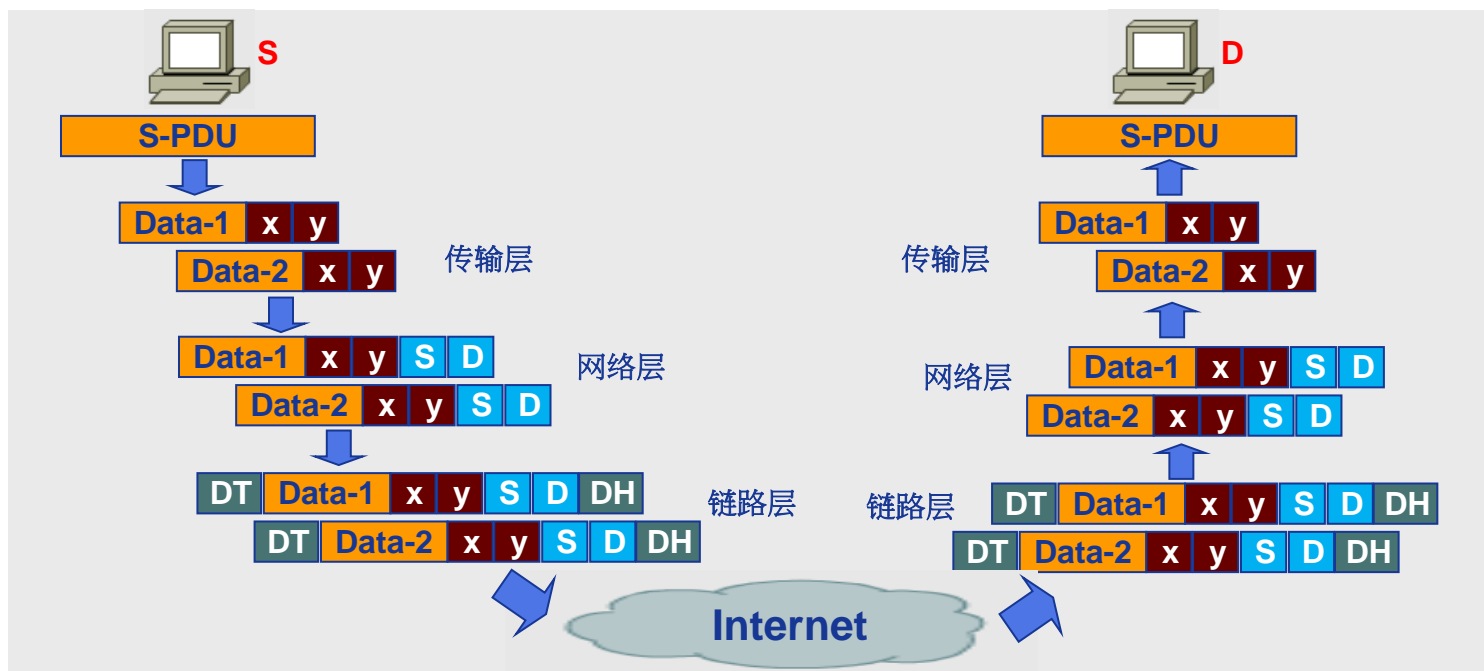 S
D
S-PDU
S-PDU
Data-1 x y
Data-1 x y
Data-2 x y
传输层
传输层
Data-2 x y
Data-1 x y S D
网络层
网络层
Data-1 x y S D
Data-2 x y S D
Data-2 x y S D
DT Data-1 x y S D DH
链路层
链路层
DT Data-1 x y S D DH
DT Data-2 x y S D DH
DT Data-2 x y S D DH
Internet